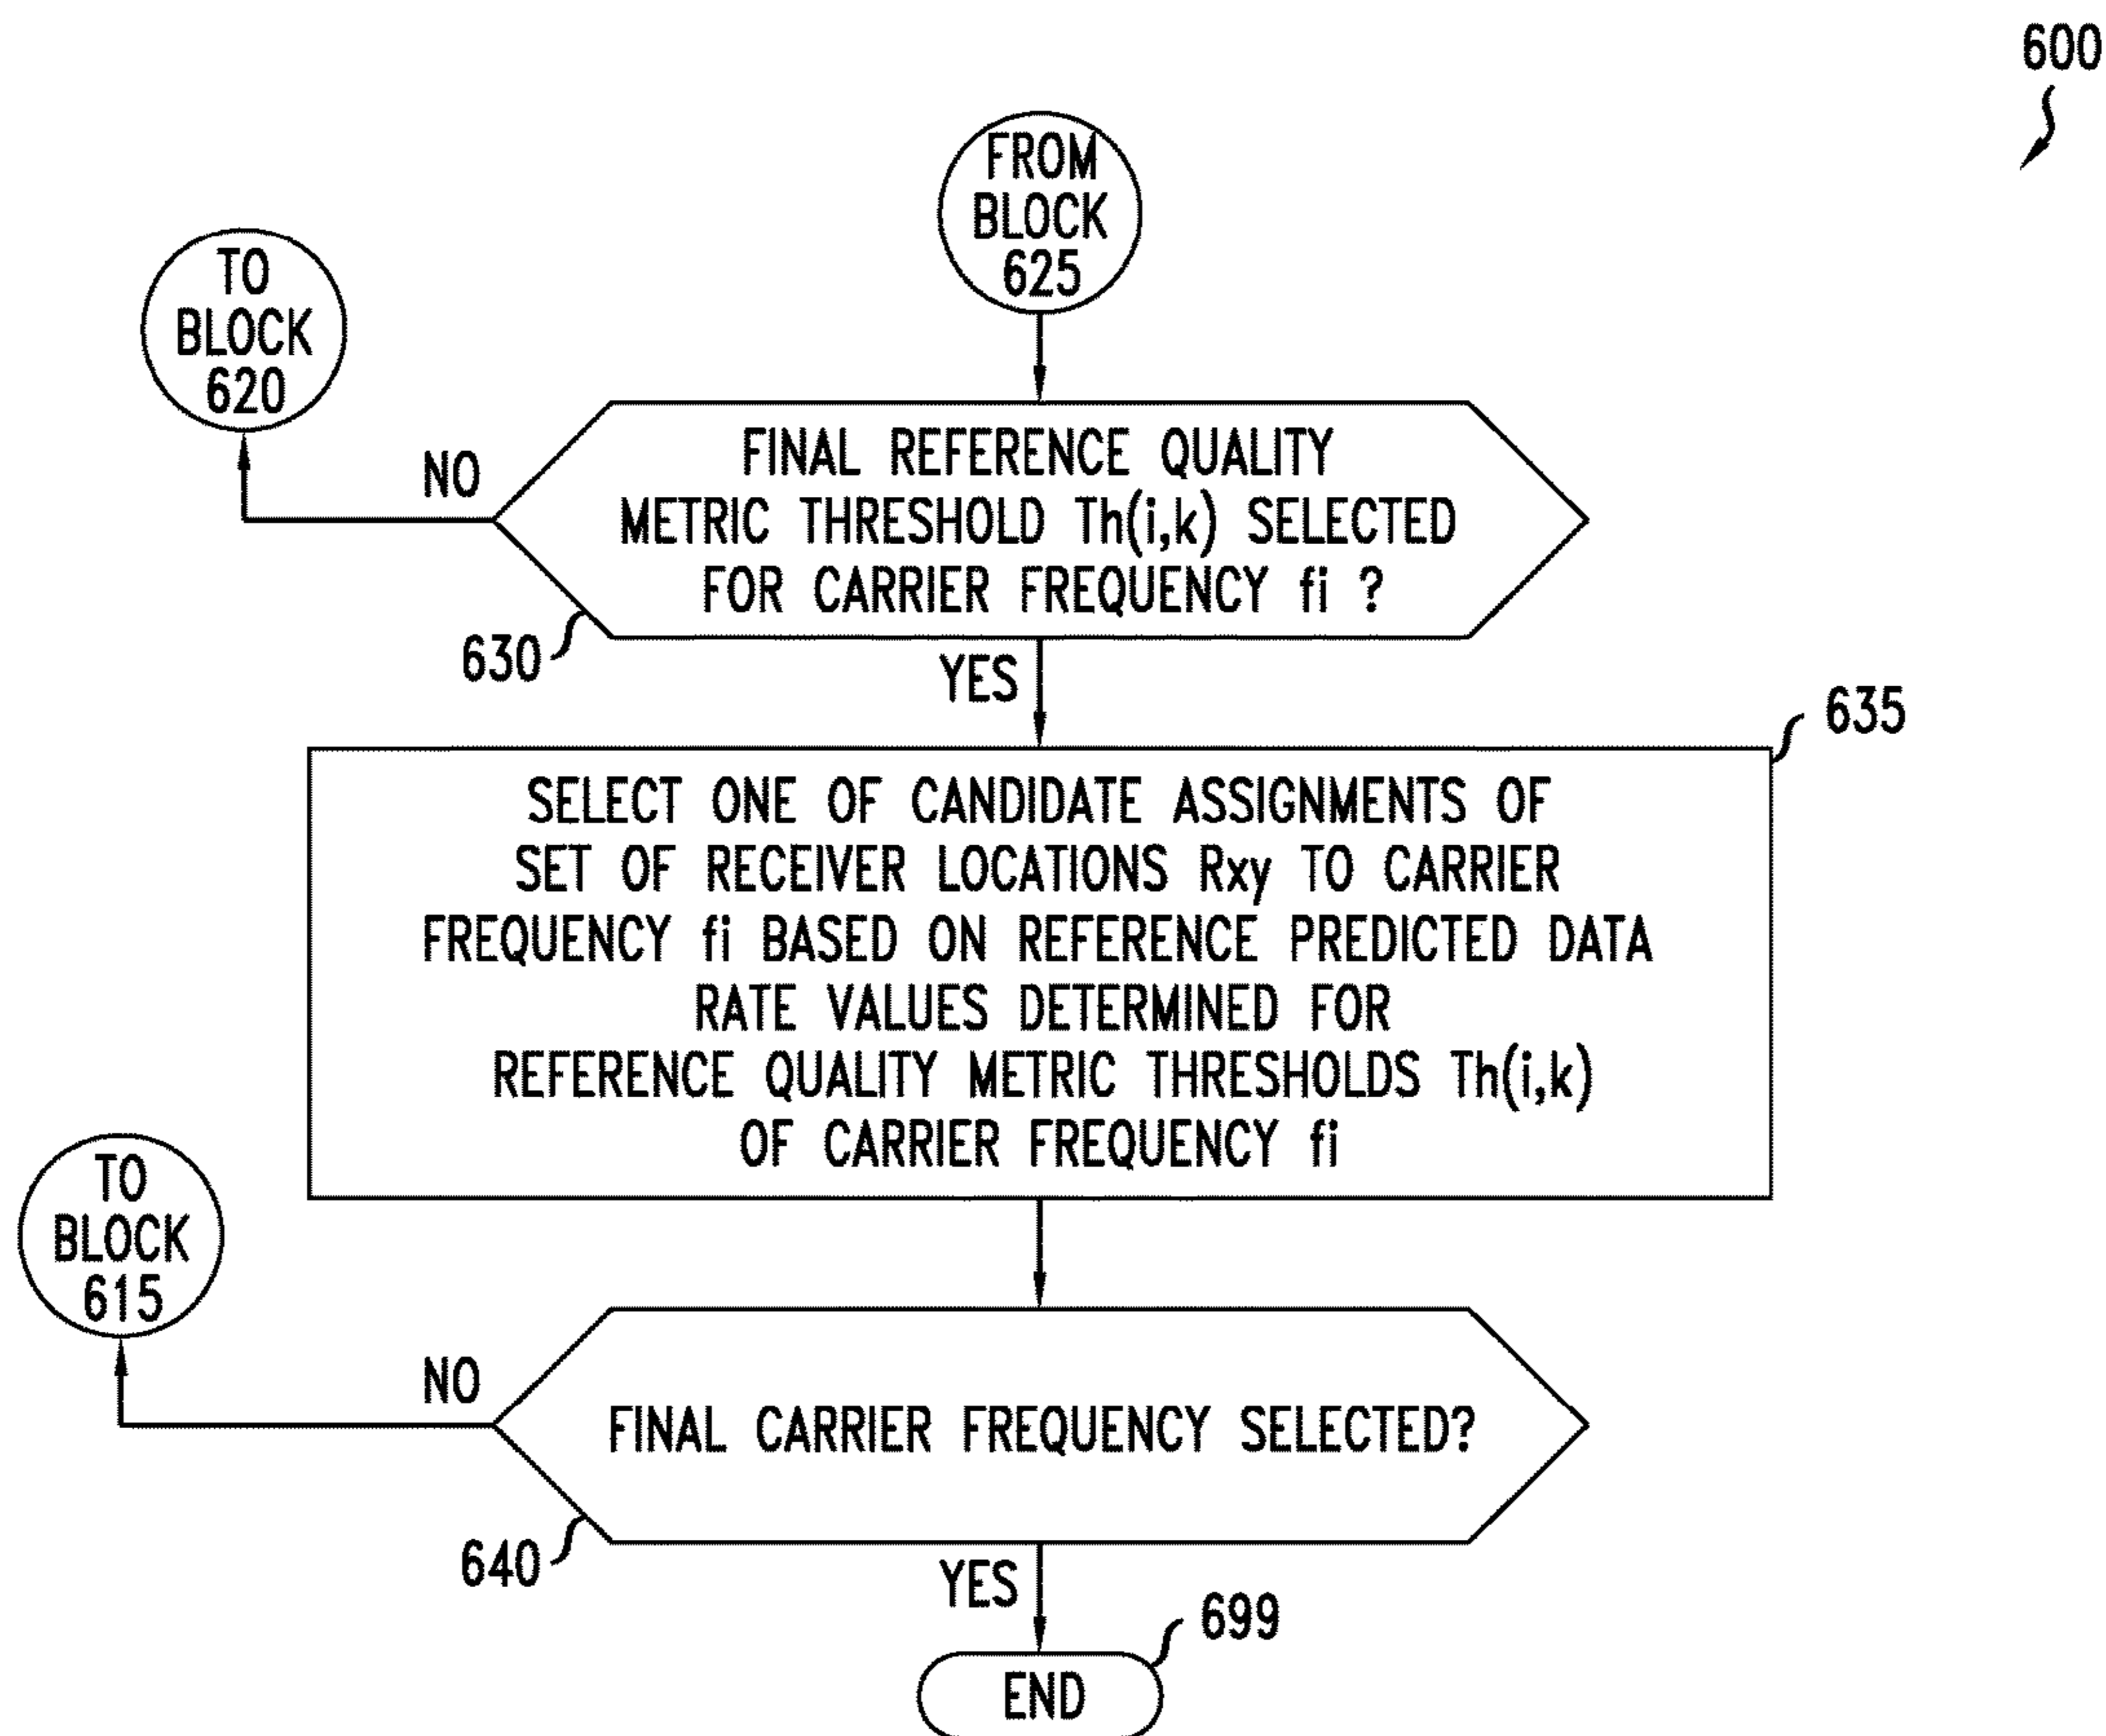 600
FROM
BLOCK
625
TO
BLOCK
620
NO
FINAL REFERENCE QUALITY
METRIC THRESHOLD Th(i,k) SELECTED
FOR CARRIER FREQUENCY fi ?
630
YES
635
SELECT ONE OF CANDIDATE ASSIGNMENTS OF
SET OF RECEIVER LOCATIONS Rxy TO CARRIER
FREQUENCY fi BASED ON REFERENCE PREDICTED DATA
RATE VALUES DETERMINED FOR
REFERENCE QUALITY METRIC THRESHOLDS Th(i,k)
OF CARRIER FREQUENCY fi
TO
BLOCK
615
NO
FINAL CARRIER FREQUENCY SELECTED?
640
YES
699
END